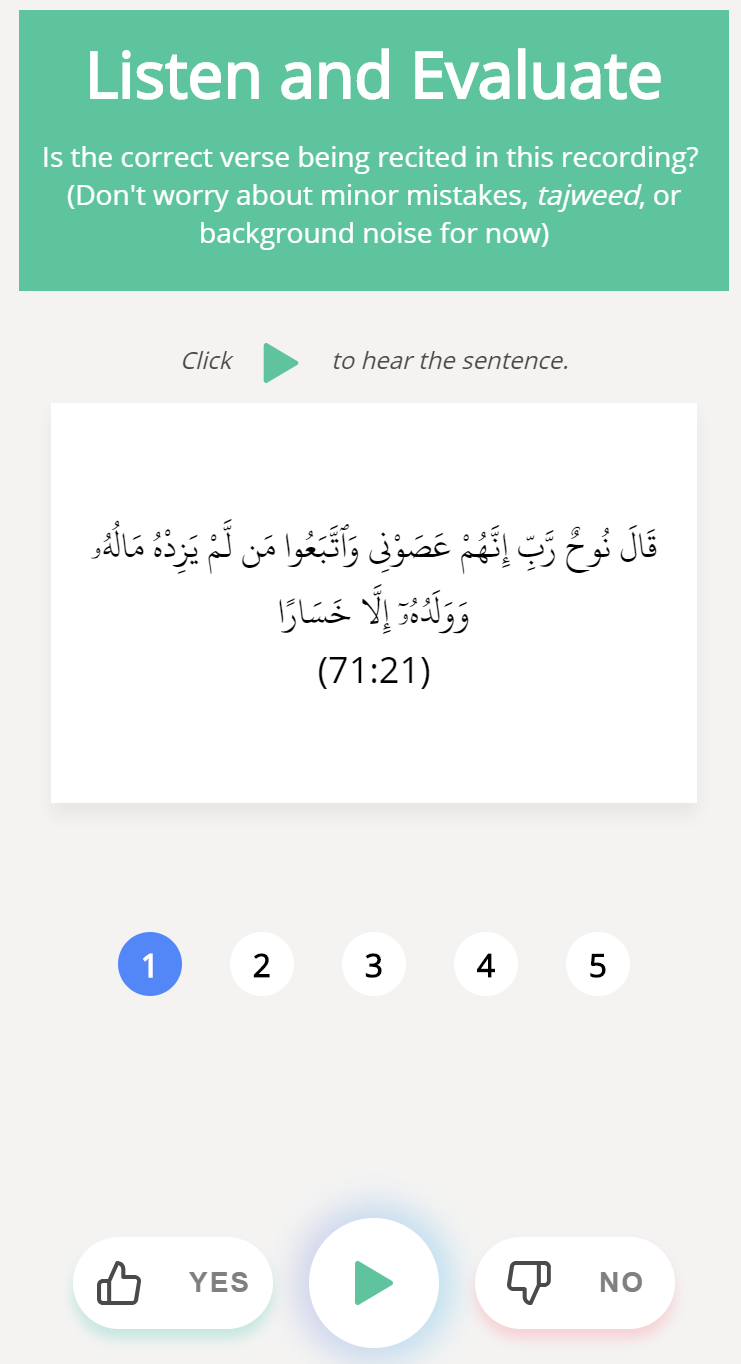 Listen and Evaluate
Is the correct verse being recited in this recording?
(Don't worry about minor mistakes, tajweed, or
background noise for now)
Click to hear the sentence.
قَالَ نُوحٌ رَّبِّ إِنَّهُمْ عَصَوْنِى وَٱتَّبَعُوا مَن لَّمْ يَزِدْهُ مَالُهُۥ
وَوَلَدُهُۥٓ إِلَّا خَسَارًا
(71:21)
1 2 3 4 5
YES NO